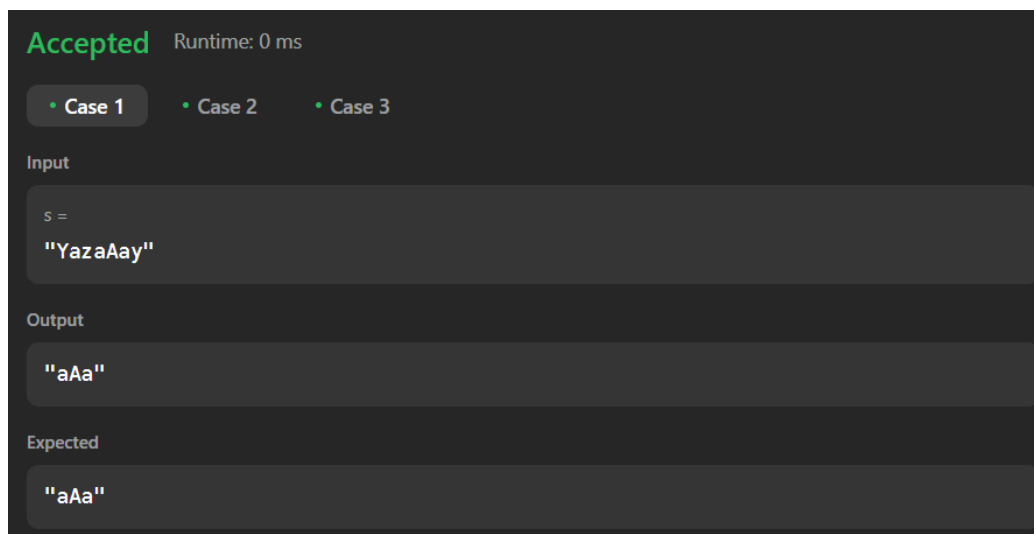 Accepted Runtime: 0 ms
• Case 1 • Case 2 • Case 3
Input
s =
"YazaAay"
Output
"aAa"
Expected
"aAa"